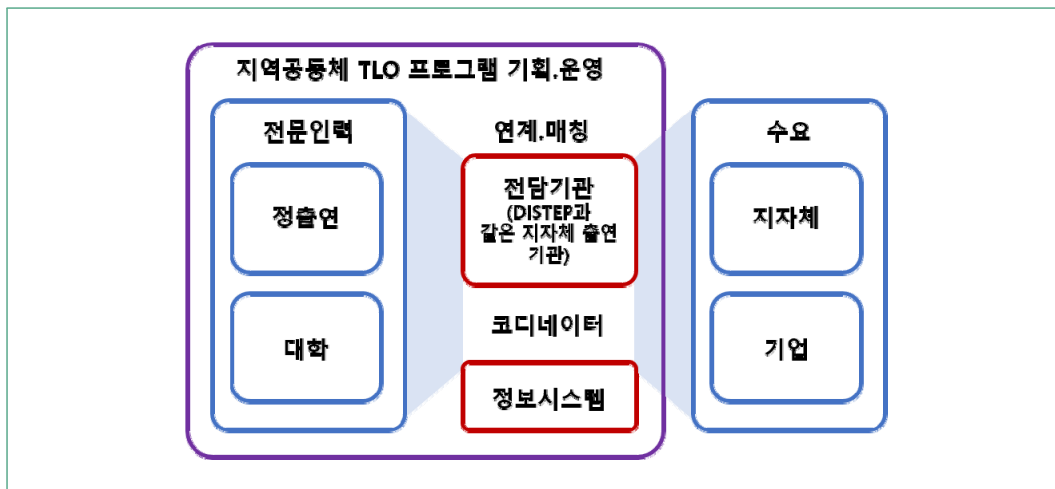 지역공동체 TLO 프로그램 기획.운영
전문인력
정출연
대학
연계.매칭
전담기관
(DISTEP과
같은 지자체 출연
기관)
코디네이터
정보시스템
수요
지자체
기업